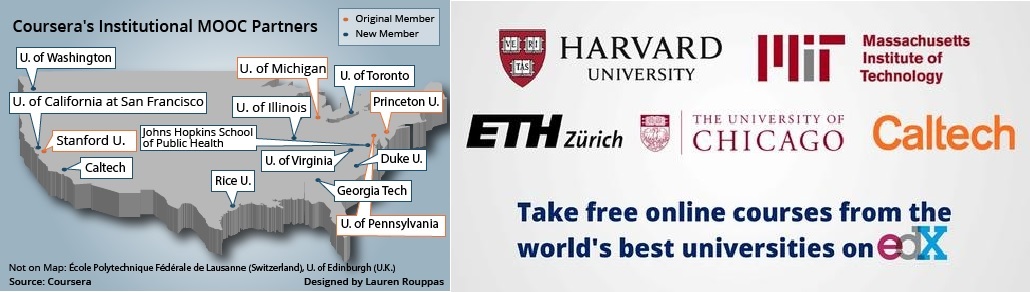 Coursera's Institutional MOOC Partners
Original Member
New Member
U. of Washington
U. of Michigan
U. of Toronto
U. of California at San Francisco
U. of Illinois
Princeton U.
Stanford U.
Johns Hopkins School
of Public Health
Caltech
U. of Virginia
Duke U.
Rice U.
Georgia Tech
U. of Pennsylvania
Not on Map: École Polytechnique Fédérale de Lausanne (Switzerland), U. of Edinburgh (U.K.)
Source: Coursera
Designed by Lauren Rouppas
VE RI
TAS
HARVARD
UNIVERSITY
MIT
Massachusetts
Institute of
Technology
ETH Zürich
THE UNIVERSITY OF
CHICAGO
Caltech
Take free online courses from the
world's best universities on edX